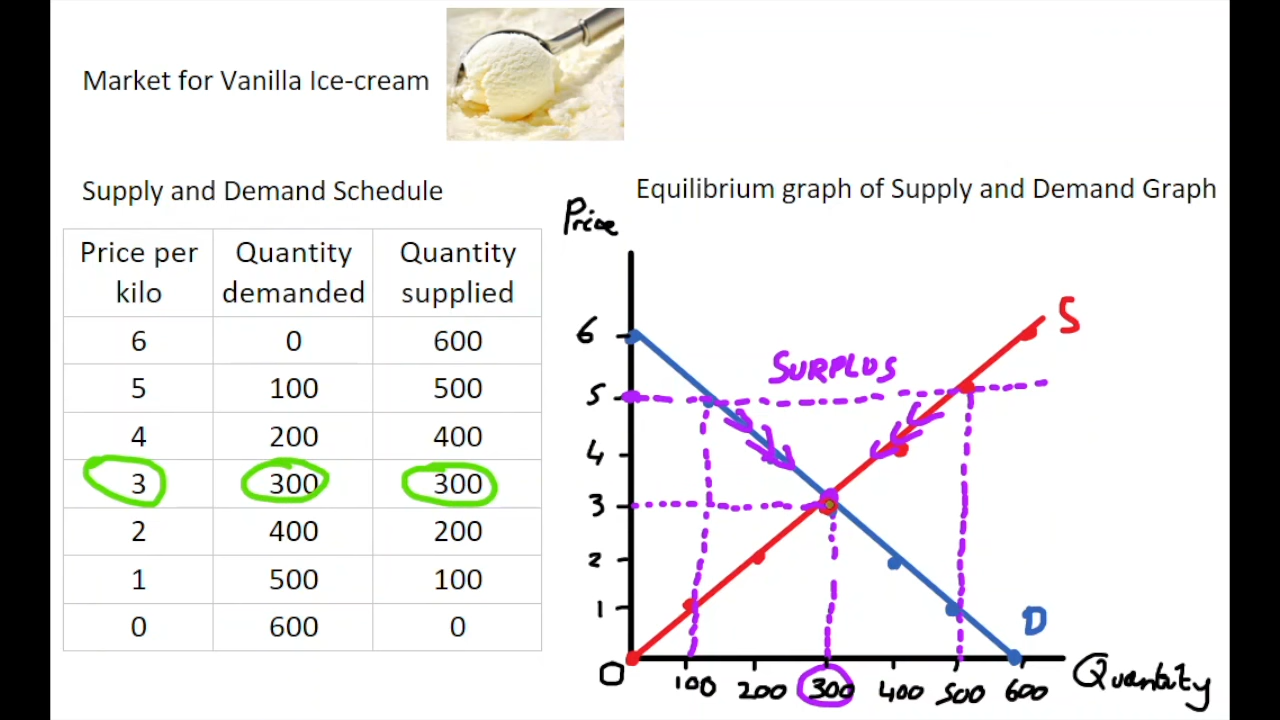 Market for Vanilla Ice-cream
Supply and Demand Schedule
Price per kilo
Quantity demanded
Quantity supplied
6 0 600
5 100 500
4 200 400
3 300 300
2 400 200
1 500 100
0 600 0
Equilibrium graph of Supply and Demand Graph
Price
6
5
4
3
2
1
0
SURPLUS
S
D
100 200 300 400 500 600
Quantity